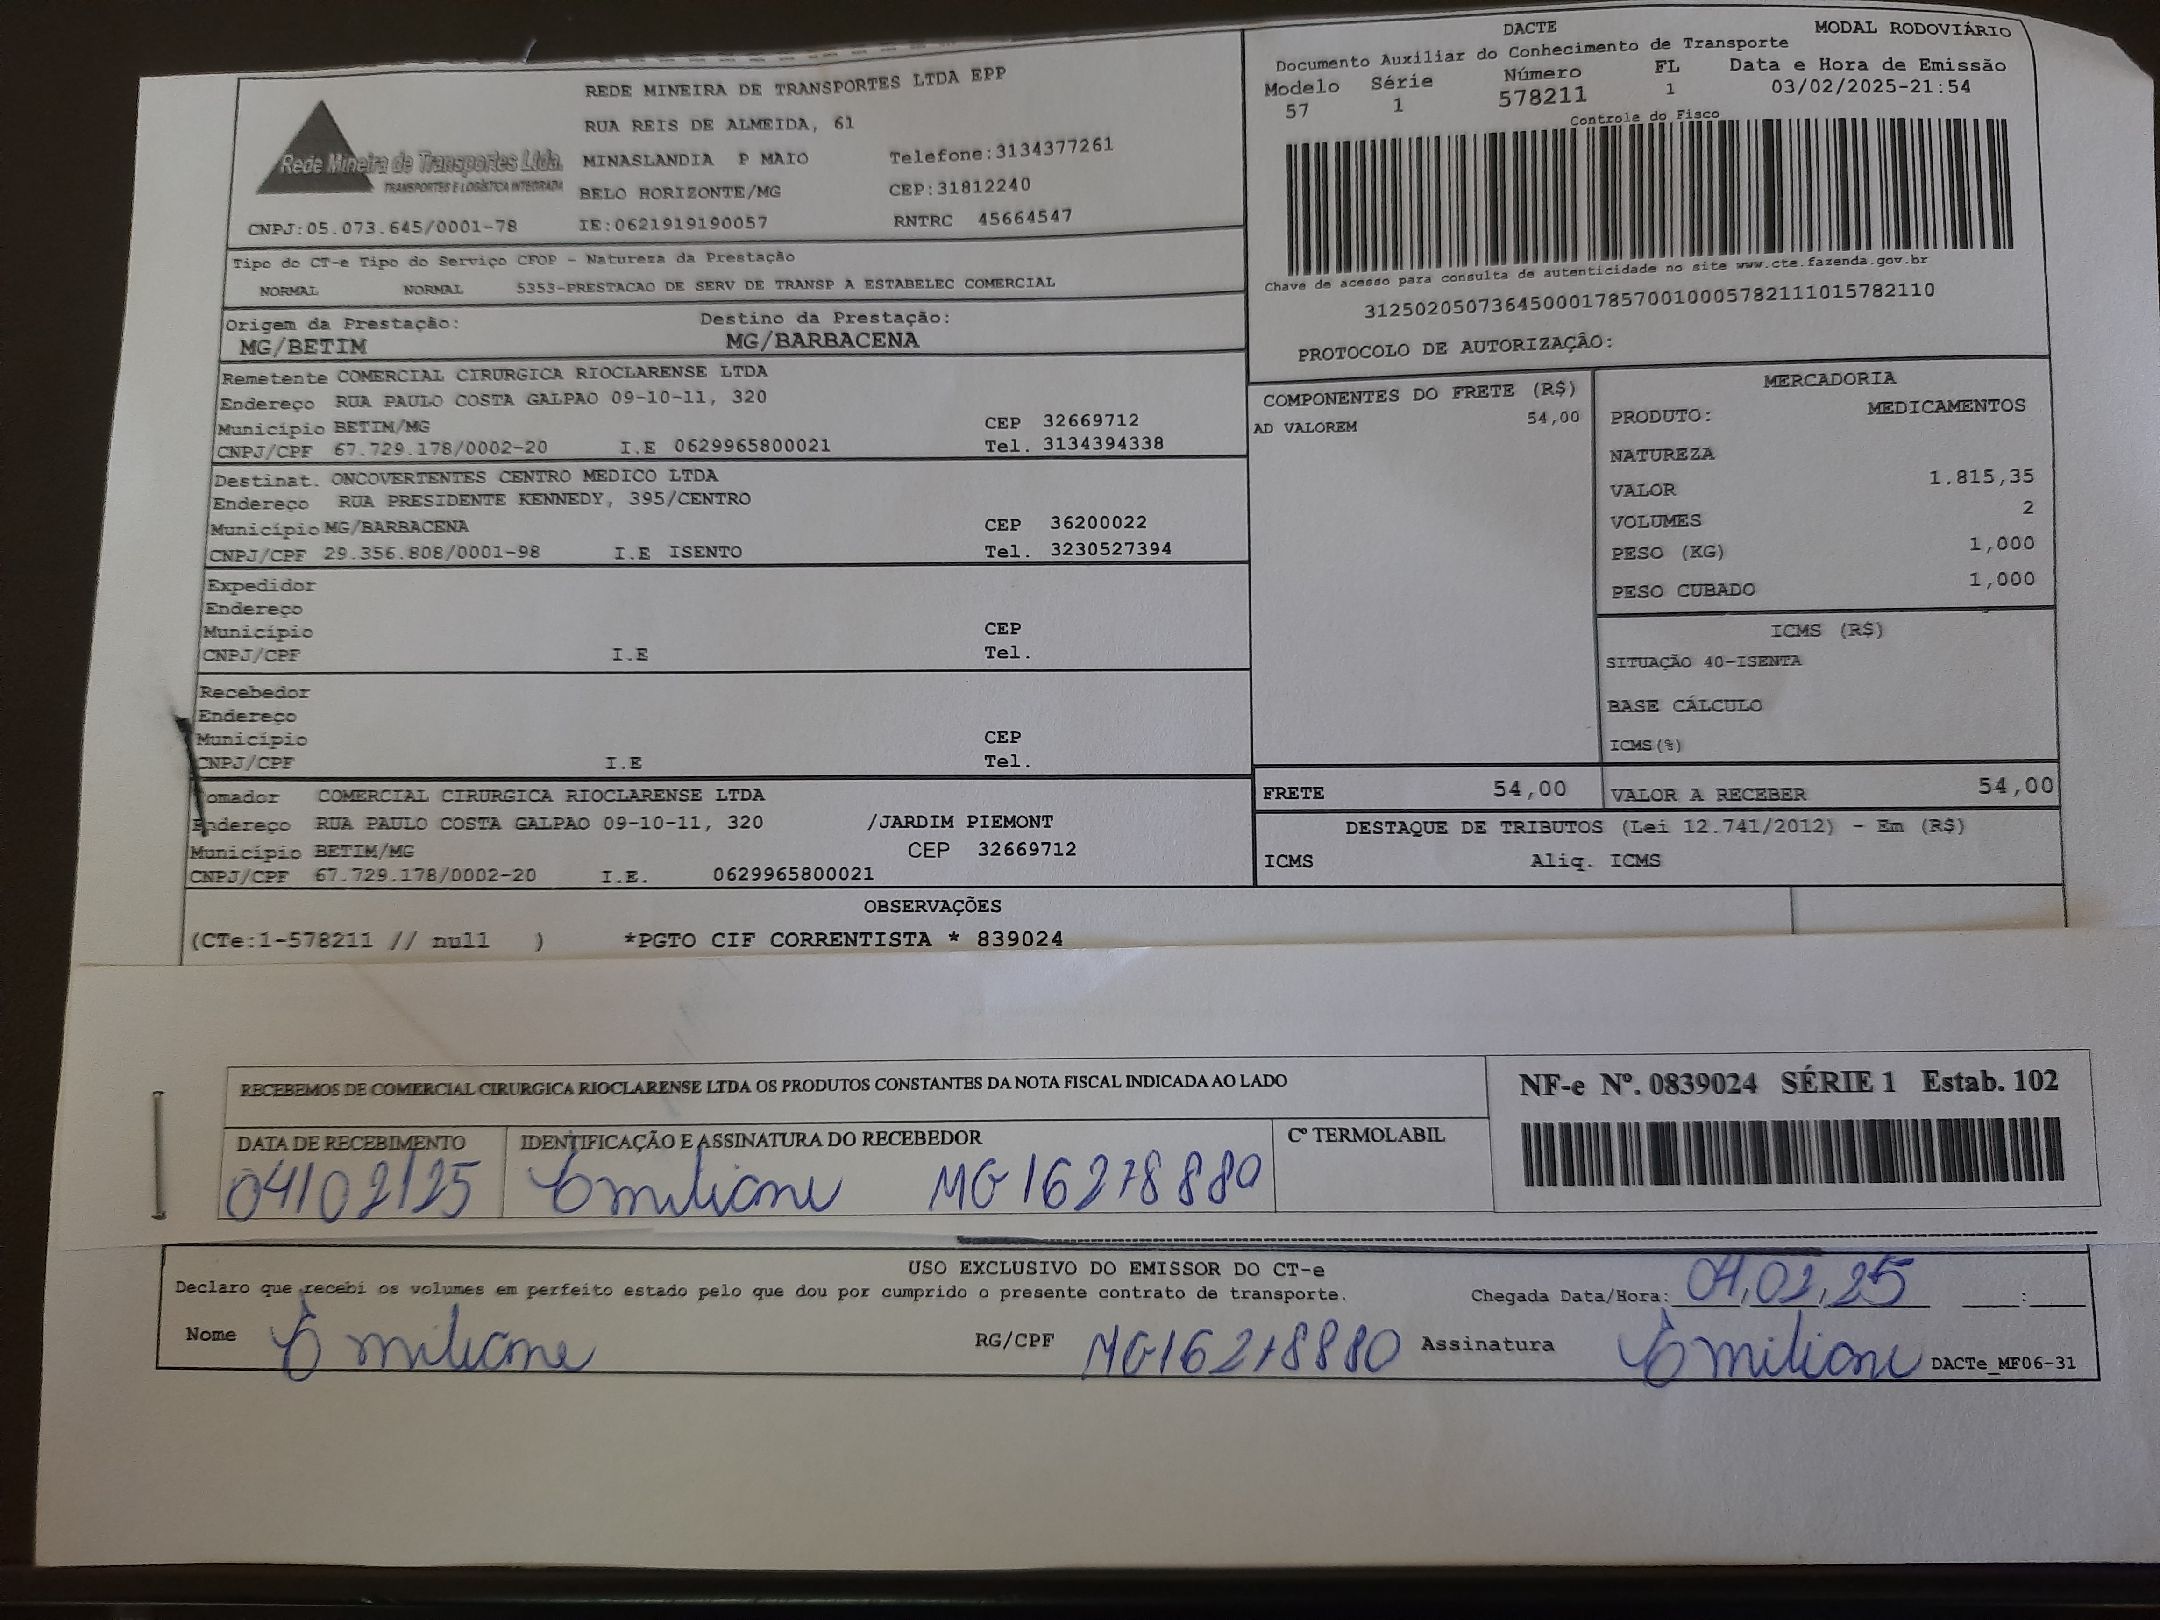 REDE MINEIRA DE TRANSPORTES LTDA EPP
RUA REIS DE ALMEIDA, 61
MINASLANDIA P MAIO Telefone:3134377261
BELO HORIZONTE/MG CEP:31812240
CNPJ:05.073.645/0001-78 IE:0621919190057 RNTRC 45664547
Rede Mineira de Transportes Ltda.
TRANSPORTES E LOGÍSTICA INTEGRADA
DACTE MODAL RODOVIÁRIO
Documento Auxiliar do Conhecimento de Transporte
Modelo Série Número FL Data e Hora de Emissão
57 1 578211 1 03/02/2025-21:54
Controle do Fisco
Chave de acesso para consulta de autenticidade no site www.cte.fazenda.gov.br
31250205073645000178570010005782111015782110
PROTOCOLO DE AUTORIZAÇÃO:
Tipo do CT-e Tipo do Serviço CFOP - Natureza da Prestação
NORMAL NORMAL 5353-PRESTACAO DE SERV DE TRANSP A ESTABELEC COMERCIAL
Origem da Prestação: Destino da Prestação:
MG/BETIM MG/BARBACENA
Remetente COMERCIAL CIRURGICA RIOCLARENSE LTDA
Endereço RUA PAULO COSTA GALPAO 09-10-11, 320
Município BETIM/MG CEP 32669712
CNPJ/CPF 67.729.178/0002-20 I.E 0629965800021 Tel. 3134394338
Destinat. ONCOVERTENTES CENTRO MEDICO LTDA
Endereço RUA PRESIDENTE KENNEDY, 395/CENTRO
Município MG/BARBACENA CEP 36200022
CNPJ/CPF 29.356.808/0001-98 I.E ISENTO Tel. 3230527394
Expedidor
Endereço
Município CEP
CNPJ/CPF I.E Tel.
Recebedor
Endereço
Município CEP
CNPJ/CPF I.E Tel.
Tomador COMERCIAL CIRURGICA RIOCLARENSE LTDA
Endereço RUA PAULO COSTA GALPAO 09-10-11, 320 /JARDIM PIEMONT
Município BETIM/MG CEP 32669712
CNPJ/CPF 67.729.178/0002-20 I.E. 0629965800021
COMPONENTES DO FRETE (R$)
AD VALOREM 54,00
MERCADORIA
PRODUTO: MEDICAMENTOS
NATUREZA
VALOR 1.815,35
VOLUMES 2
PESO (KG) 1,000
PESO CUBADO 1,000
ICMS (R$)
SITUAÇÃO 40-ISENTA
BASE CÁLCULO
ICMS(%)
FRETE 54,00 VALOR A RECEBER 54,00
DESTAQUE DE TRIBUTOS (Lei 12.741/2012) - Em (R$)
ICMS Aliq. ICMS
OBSERVAÇÕES
(CTe:1-578211 // null ) *PGTO CIF CORRENTISTA * 839024
RECEBEMOS DE COMERCIAL CIRURGICA RIOCLARENSE LTDA OS PRODUTOS CONSTANTES DA NOTA FISCAL INDICADA AO LADO
NF-e Nº. 0839024 SÉRIE 1 Estab. 102
DATA DE RECEBIMENTO IDENTIFICAÇÃO E ASSINATURA DO RECEBEDOR Cº TERMOLABIL
04/02/25 Emiliane MG16278880
USO EXCLUSIVO DO EMISSOR DO CT-e
Declaro que recebi os volumes em perfeito estado pelo que dou por cumprido o presente contrato de transporte. Chegada Data/Hora: 04,02,25 ____:____
Nome Emiliane RG/CPF MG16278880 Assinatura Emiliane DACTe_MF06-31